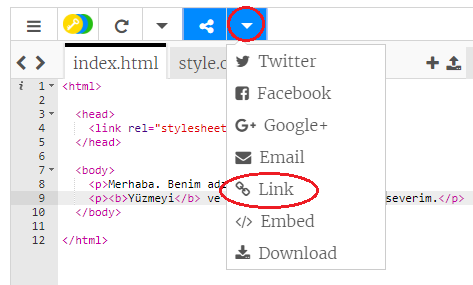 index.html style.c
Twitter
Facebook
Google+
Email
Link
Embed
Download
i 1 <html>
2
3 <head>
4 <link rel="stylesheet
5 </head>
6
7 <body>
8 <p>Merhaba. Benim ad
9 <p><b>Yüzmeyi</b> ve severim.</p>
10 </body>
11
12 </html>